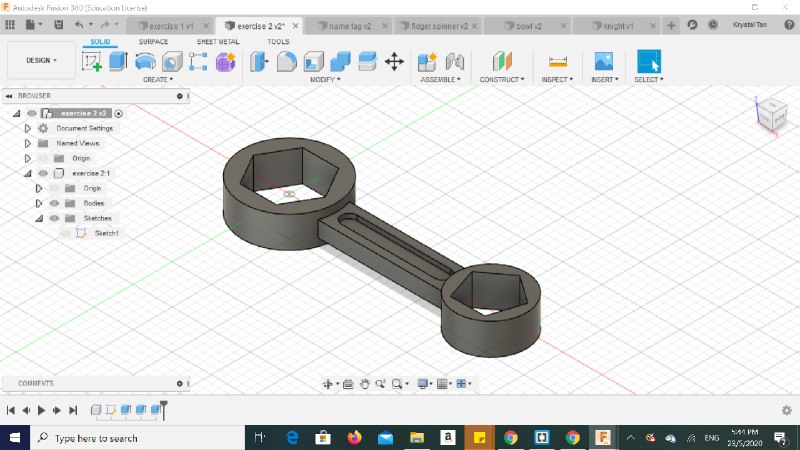 Autodesk Fusion 360 (Education License)
exercise 1 v1
exercise 2 v2*
name tag v2
fidget spinner v2
bowl v2
knight v1
Krystal Tan
SOLID
SURFACE
SHEET METAL
TOOLS
DESIGN
CREATE
MODIFY
ASSEMBLE
CONSTRUCT
INSPECT
INSERT
SELECT
BROWSER
exercise 2 v2
Document Settings
Named Views
Origin
exercise 2:1
Origin
Bodies
Sketches
Sketch1
COMMENTS
Type here to search
ENG
5:44 PM
23/5/2020